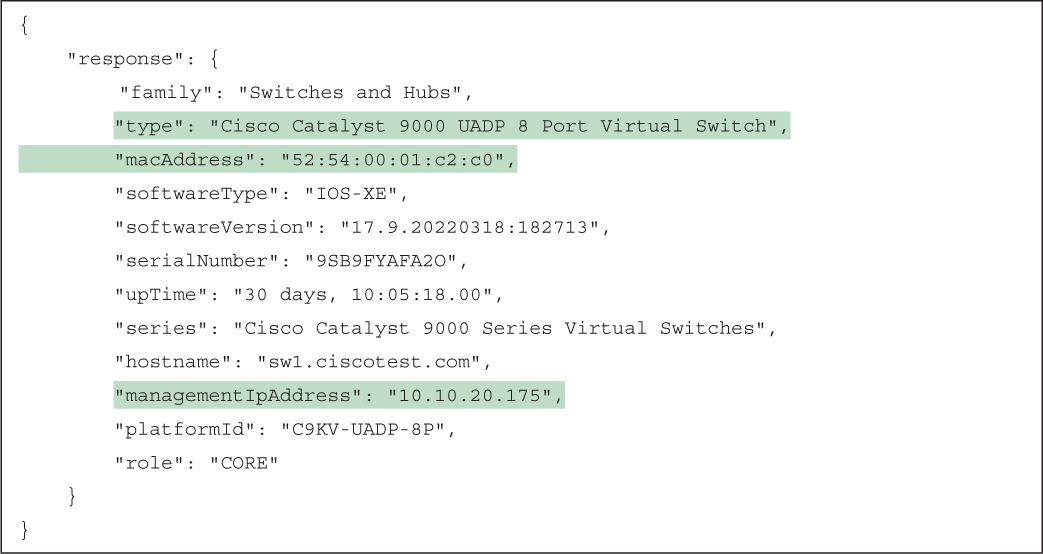 {
"response": {
"family": "Switches and Hubs",
"type": "Cisco Catalyst 9000 UADP 8 Port Virtual Switch",
"macAddress": "52:54:00:01:c2:c0",
"softwareType": "IOS-XE",
"softwareVersion": "17.9.20220318:182713",
"serialNumber": "9SB9FYAFA2O",
"upTime": "30 days, 10:05:18.00",
"series": "Cisco Catalyst 9000 Series Virtual Switches",
"hostname": "sw1.ciscotest.com",
"managementIpAddress": "10.10.20.175",
"platformId": "C9KV-UADP-8P",
"role": "CORE"
}
}